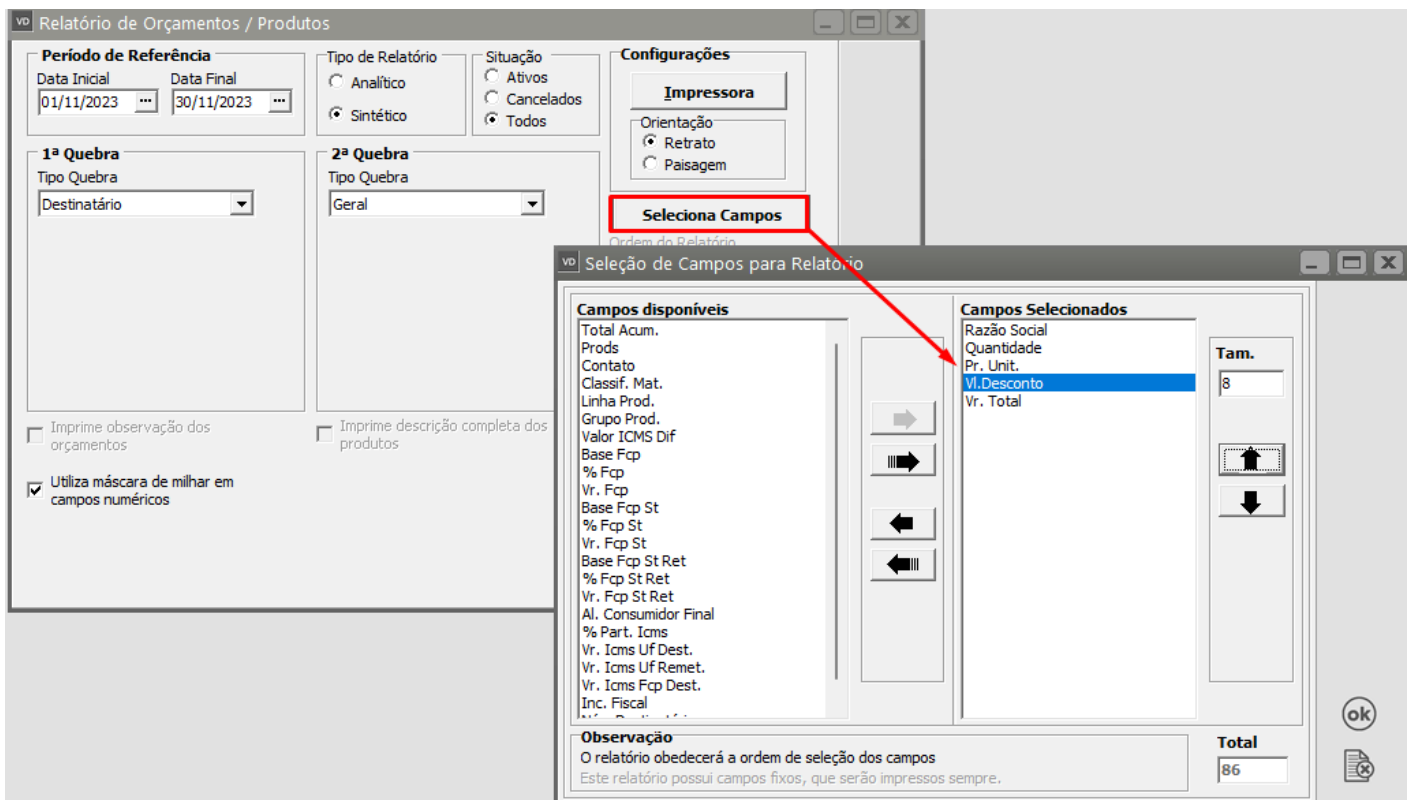 VD Relatório de Orçamentos / Produtos
Período de Referência
Data Inicial Data Final
01/11/2023 ... 30/11/2023 ...
Tipo de Relatório
Analítico
Sintético
Situação
Ativos
Cancelados
Todos
Configurações
Impressora
Orientação
Retrato
Paisagem
1ª Quebra
Tipo Quebra
Destinatário
2ª Quebra
Tipo Quebra
Geral
Seleciona Campos
Ordem do Relatório
Imprime observação dos
orçamentos
Imprime descrição completa dos
produtos
Utiliza máscara de milhar em
campos numéricos
VD Seleção de Campos para Relatório
Campos disponíveis
Total Acum.
Prods
Contato
Classif. Mat.
Linha Prod.
Grupo Prod.
Valor ICMS Dif
Base Fcp
% Fcp
Vr. Fcp
Base Fcp St
% Fcp St
Vr. Fcp St
Base Fcp St Ret
% Fcp St Ret
Vr. Fcp St Ret
Al. Consumidor Final
% Part. Icms
Vr. Icms Uf Dest.
Vr. Icms Uf Remet.
Vr. Icms Fcp Dest.
Inc. Fiscal
Campos Selecionados
Razão Social
Quantidade
Pr. Unit.
Vl.Desconto
Vr. Total
Tam.
8
Observação
O relatório obedecerá a ordem de seleção dos campos
Este relatório possui campos fixos, que serão impressos sempre.
Total
86
ok